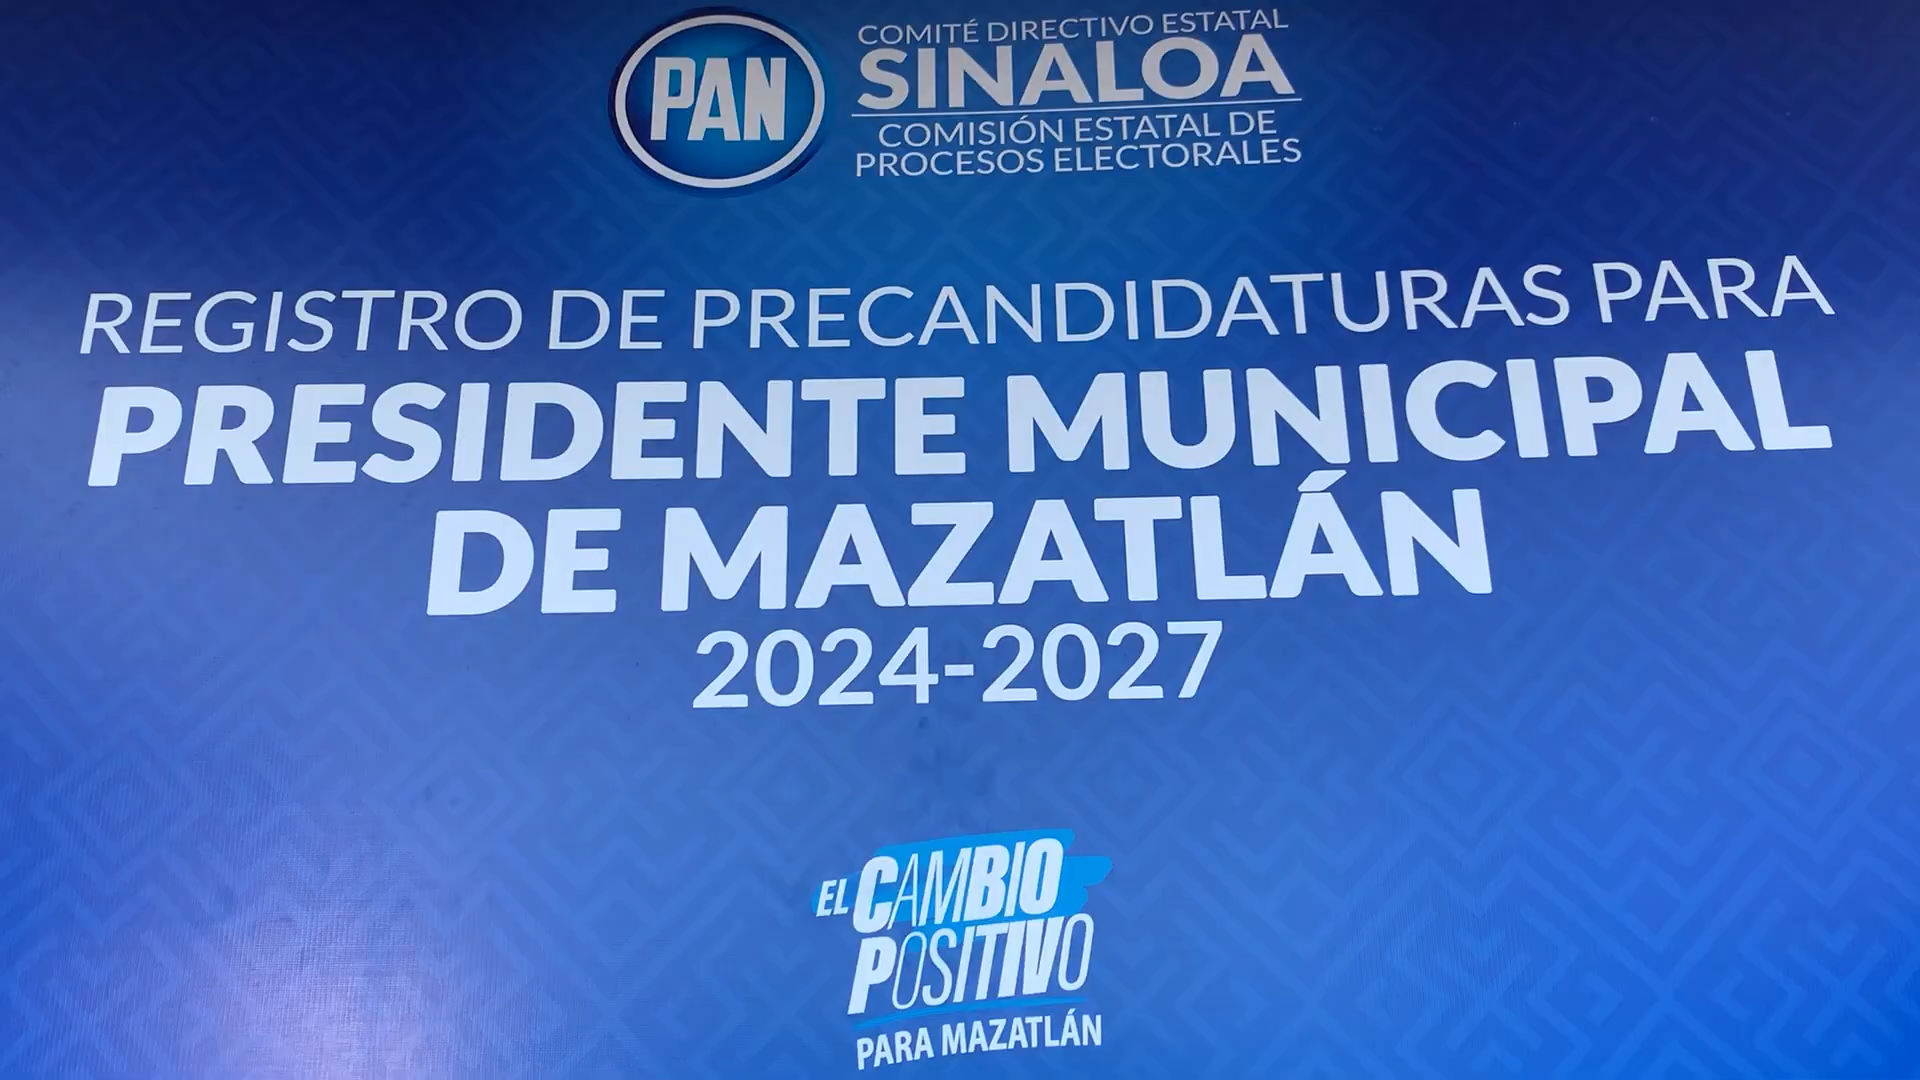 PAN
COMITÉ DIRECTIVO ESTATAL
SINALOA
COMISIÓN ESTATAL DE
PROCESOS ELECTORALES
REGISTRO DE PRECANDIDATURAS PARA
PRESIDENTE MUNICIPAL
DE MAZATLÁN
2024-2027
EL CAMBIO
POSITIVO
PARA MAZATLÁN